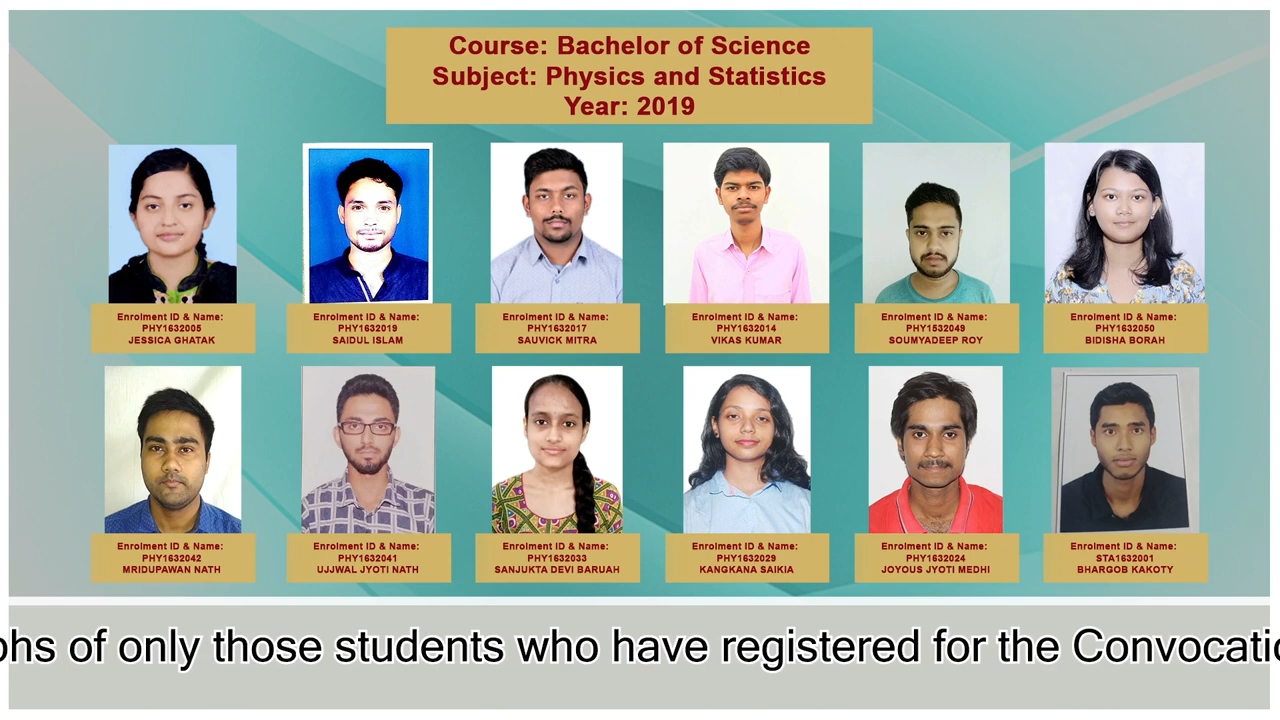 Course: Bachelor of Science
Subject: Physics and Statistics
Year: 2019
Enrolment ID & Name:
PHY1632005
JESSICA GHATAK
Enrolment ID & Name:
PHY1632019
SAIDUL ISLAM
Enrolment ID & Name:
PHY1632017
SAUVICK MITRA
Enrolment ID & Name:
PHY1632014
VIKAS KUMAR
Enrolment ID & Name:
PHY1532049
SOUMYADEEP ROY
Enrolment ID & Name:
PHY1632050
BIDISHA BORAH
Enrolment ID & Name:
PHY1632042
MRIDUPAWAN NATH
Enrolment ID & Name:
PHY1632041
UJJWAL JYOTI NATH
Enrolment ID & Name:
PHY1632033
SANJUKTA DEVI BARUAH
Enrolment ID & Name:
PHY1632029
KANGKANA SAIKIA
Enrolment ID & Name:
PHY1632024
JOYOUS JYOTI MEDHI
Enrolment ID & Name:
STA1632001
BHARGOB KAKOTY
of only those students who have registered for the